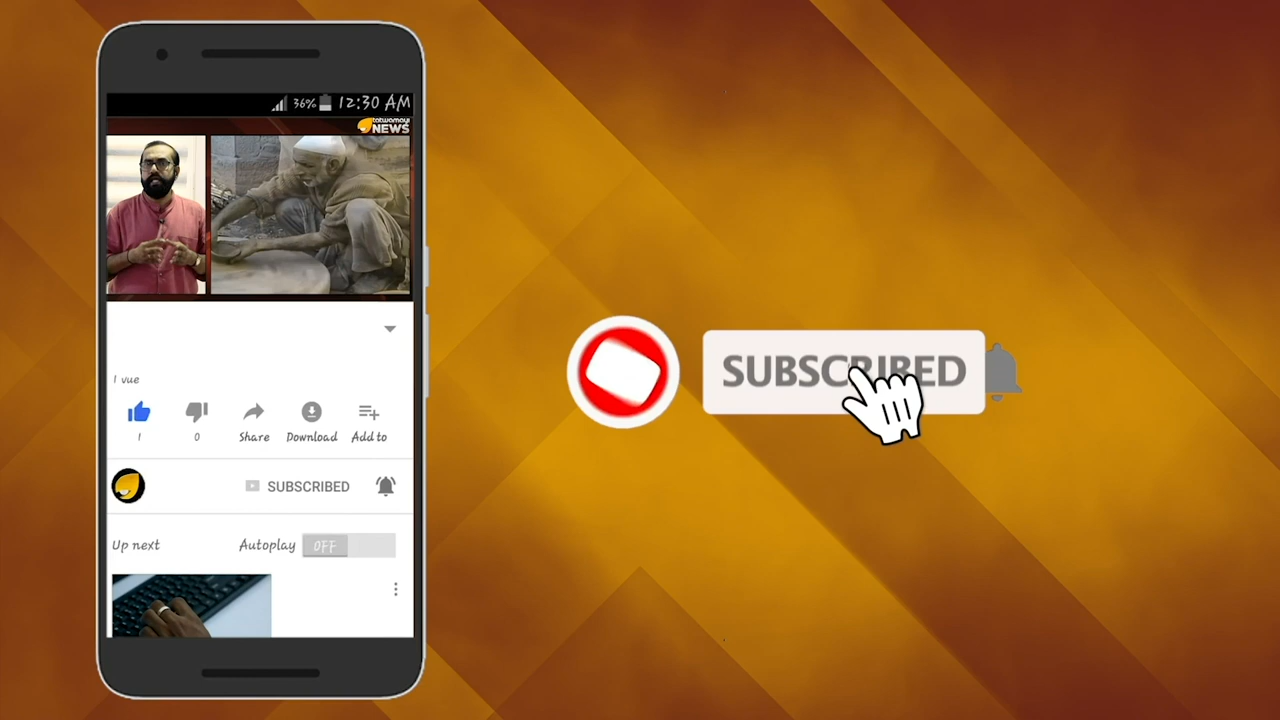 36% 12:30 AM
tatwamayi
NEWS
1 vue
1
0
Share
Download
Add to
SUBSCRIBED
Up next
Autoplay
OFF
SUBSCRIBED